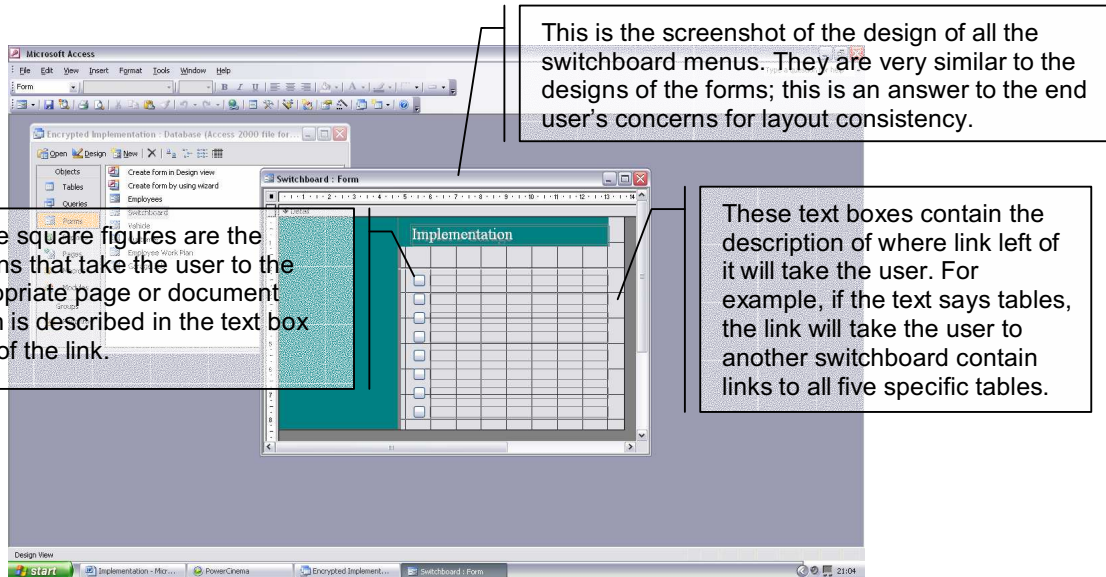 This is the screenshot of the design of all the
switchboard menus. They are very similar to the
designs of the forms; this is an answer to the end
user's concerns for layout consistency.
Microsoft Access
File Edit View Insert Format Tools Window Help
Form
Encrypted Implementation : Database (Access 2000 file for...
Open Design New
Objects
Tables
Queries
Forms
Create form in Design view
Create form by using wizard
Employees
Switchboard
Vehicle
Employee Work Plan
Groups
Switchboard : Form
Detail
Implementation
square figures are the
that take the user to the
page or document
is described in the text box
of the link.
These text boxes contain the
description of where link left of
it will take the user. For
example, if the text says tables,
the link will take the user to
another switchboard contain
links to all five specific tables.
Design View
start Implementation - Micr... PowerCinema Encrypted Implement... Switchboard : Form 21:04